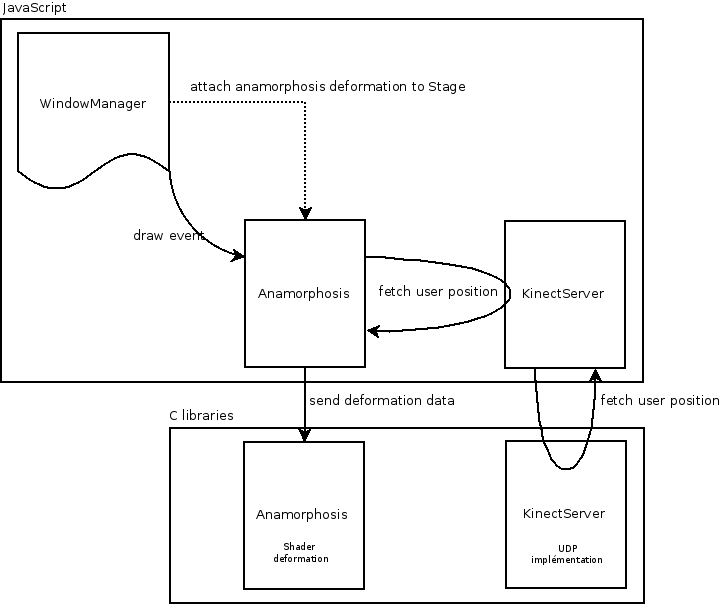 JavaScript
WindowManager
attach anamorphosis deformation to Stage
draw event
Anamorphosis
fetch user position
KinectServer
send deformation data
fetch user position
C libraries
Anamorphosis
Shader
deformation
KinectServer
UDP
implémentation